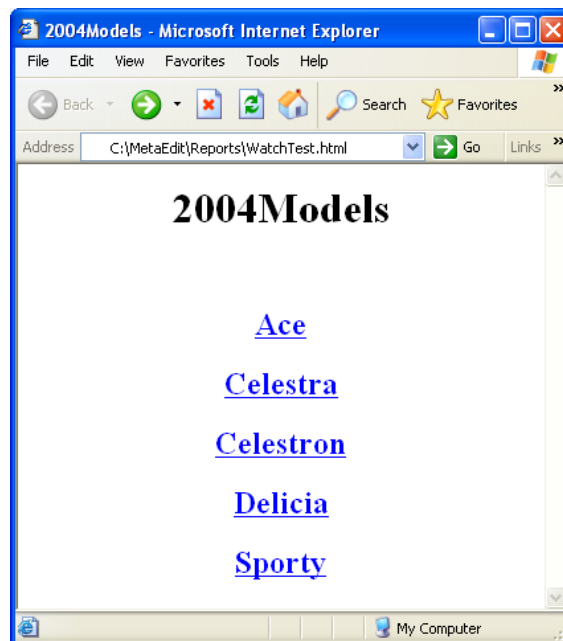 2004Models - Microsoft Internet Explorer
File Edit View Favorites Tools Help
Back Search Favorites »
Address C:\MetaEdit\Reports\WatchTest.html Go Links »
2004Models
Ace
Celestra
Celestron
Delicia
Sporty
My Computer